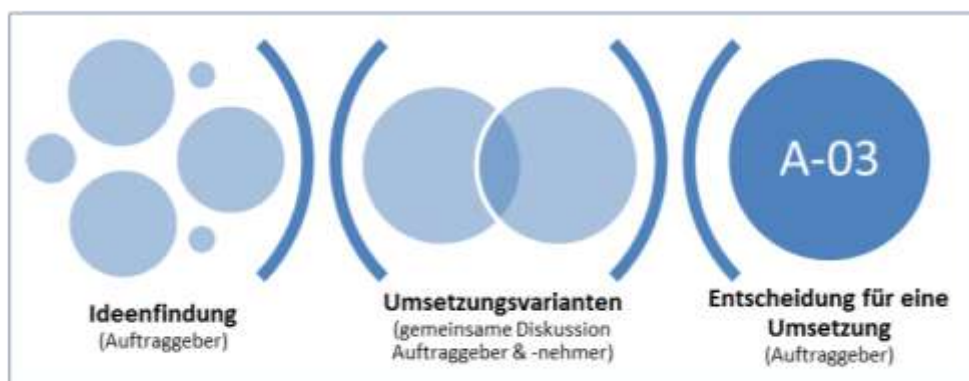 A-03
Ideenfindung
(Auftraggeber)
Umsetzungsvarianten
(gemeinsame Diskussion
Auftraggeber & -nehmer)
Entscheidung für eine
Umsetzung
(Auftraggeber)